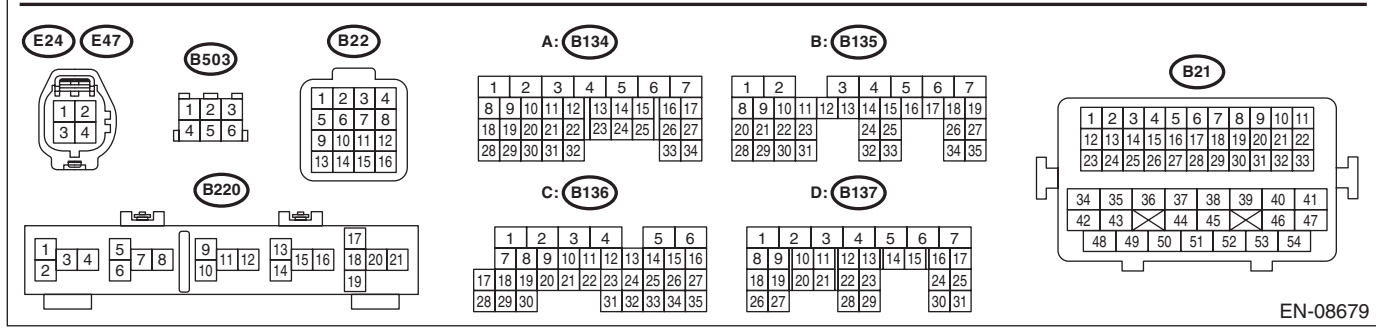 E24 E47
1 2
3 4
B503
1 2 3
4 5 6
B22
1 2 3 4
5 6 7 8
9 10 11 12
13 14 15 16
B220
1 2 3 4
5 6 7 8
9 10 11 12
13 14 15 16
17 18 19 20 21
A: B134
1 2 3 4 5 6 7
8 9 10 11 12 13 14 15 16 17
18 19 20 21 22 23 24 25 26 27
28 29 30 31 32 33 34
B: B135
1 2 3 4 5 6 7
8 9 10 11 12 13 14 15 16 17 18 19
20 21 22 23 24 25 26 27
28 29 30 31 32 33 34 35
C: B136
1 2 3 4 5 6
7 8 9 10 11 12 13 14 15 16
17 18 19 20 21 22 23 24 25 26 27
28 29 30 31 32 33 34 35
D: B137
1 2 3 4 5 6 7
8 9 10 11 12 13 14 15 16 17
18 19 20 21 22 23 24 25
26 27 28 29 30 31
B21
1 2 3 4 5 6 7 8 9 10 11
12 13 14 15 16 17 18 19 20 21 22
23 24 25 26 27 28 29 30 31 32 33
34 35 36 37 38 39 40 41
42 43 44 45 46 47
48 49 50 51 52 53 54
EN-08679